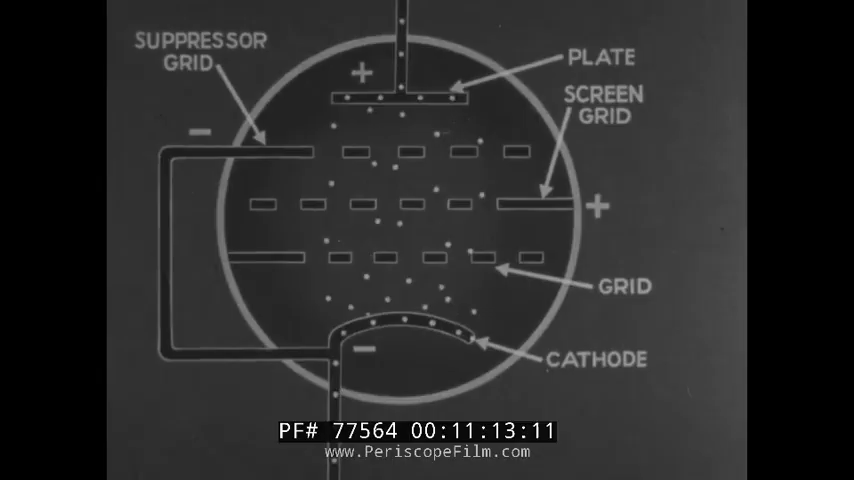 SUPPRESSOR
GRID
+
PLATE
SCREEN
GRID
−
+
GRID
CATHODE
−
PF# 77564 00:11:13:11
www.PeriscopeFilm.com